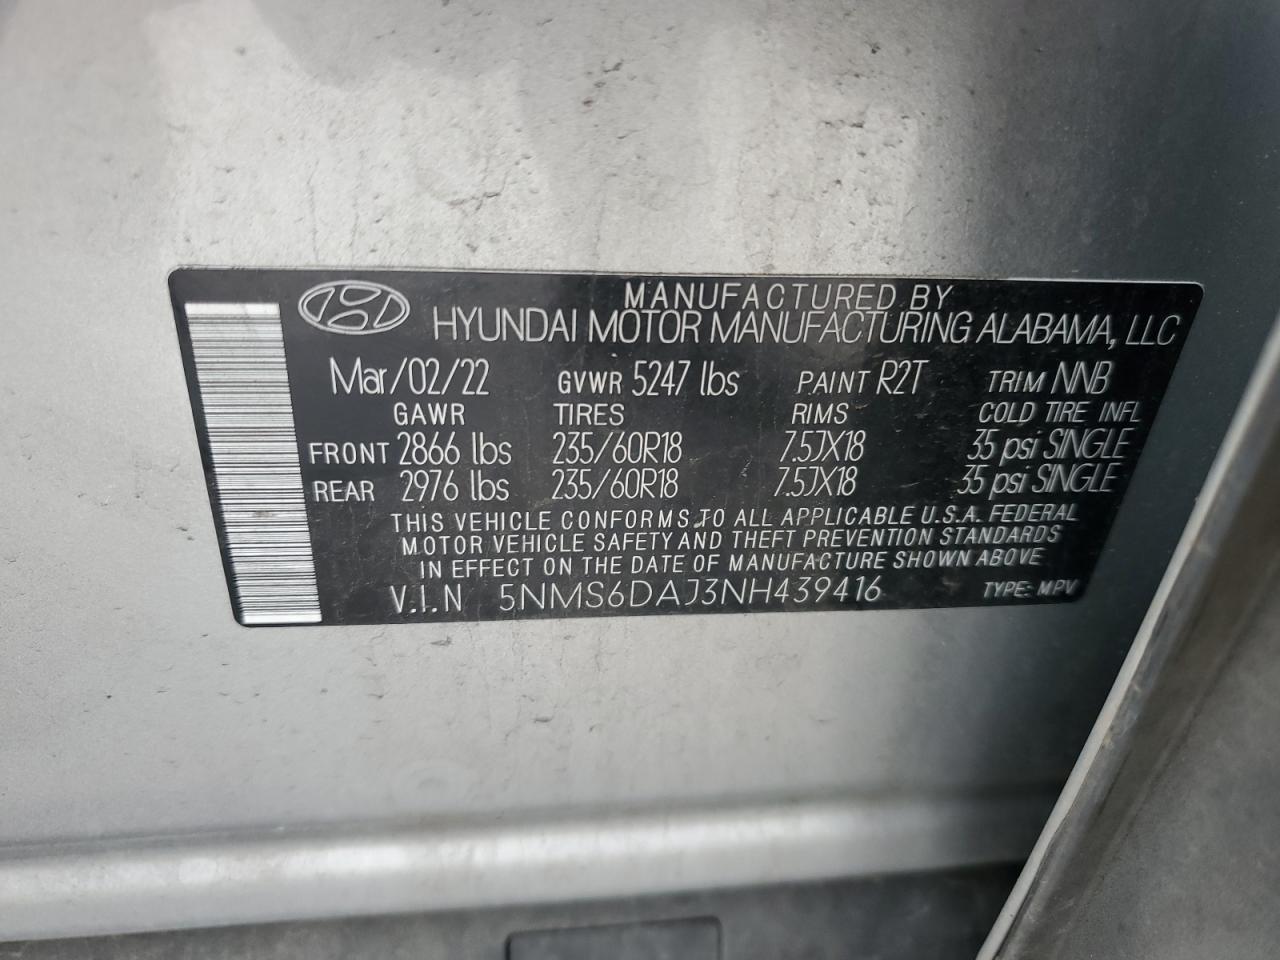 MANUFACTURED BY
HYUNDAI MOTOR MANUFACTURING ALABAMA, LLC
Mar/02/22 GVWR 5247 lbs PAINT R2T TRIM NNB
GAWR TIRES RIMS COLD TIRE INFL
FRONT 2866 lbs 235/60R18 7.5JX18 35 psi SINGLE
REAR 2976 lbs 235/60R18 7.5JX18 35 psi SINGLE
THIS VEHICLE CONFORMS TO ALL APPLICABLE U.S.A. FEDERAL
MOTOR VEHICLE SAFETY AND THEFT PREVENTION STANDARDS
IN EFFECT ON THE DATE OF MANUFACTURE SHOWN ABOVE
V.I.N 5NMS6DAJ3NH439416 TYPE: MPV